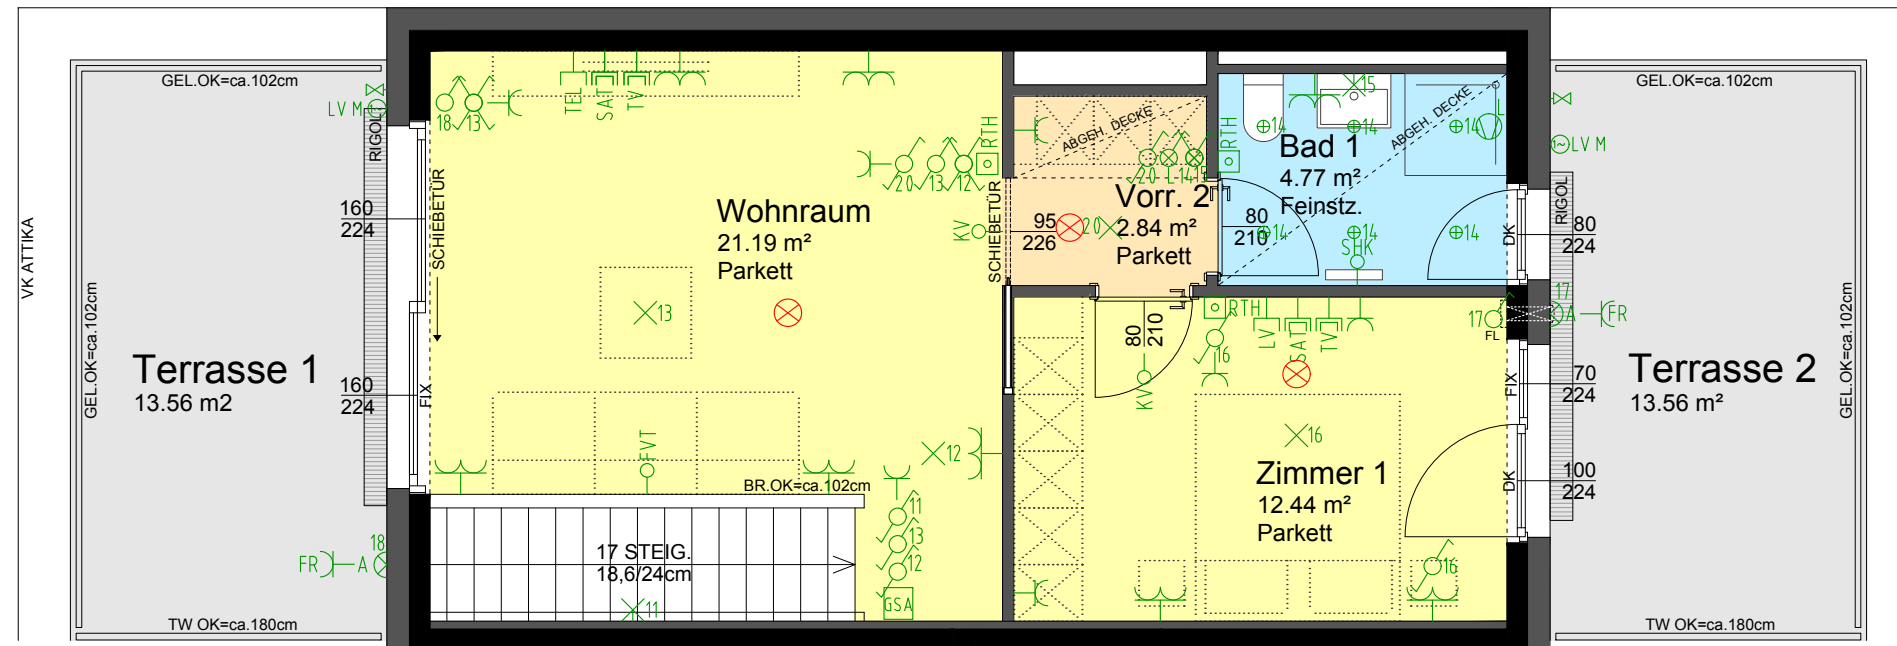 VK ATTIKA
GEL.OK=ca.102cm
GEL.OK=ca.102cm
Terrasse 1
13.56 m2
TW OK=ca.180cm
LV M
RIGOL
160
224
160
224
SCHIEBETÜR
FIX
18
FR
A
18
13
TEL
SAT
TV
20
13
12
RTH
KV
SCHIEBETÜR
Wohnraum
21.19 m²
Parkett
13
FVT
12
BR.OK=ca.102cm
17 STEIG.
18,6/24cm
11
11
13
12
GSA
ABGEH. DECKE
20
L
14
15
RTH
Vorr. 2
2.84 m²
Parkett
95
226
20
80
210
KV
15
14
14
14
L
ABGEH. DECKE
Bad 1
4.77 m²
Feinstz.
80
210
14
14
14
SHK
DK
RTH
16
LV
SAT
TV
17
FL
16
Zimmer 1
12.44 m²
Parkett
16
FIX
DK
RIGOL
80
224
70
224
100
224
LV M
17
A
FR
GEL.OK=ca.102cm
GEL.OK=ca.102cm
Terrasse 2
13.56 m²
TW OK=ca.180cm